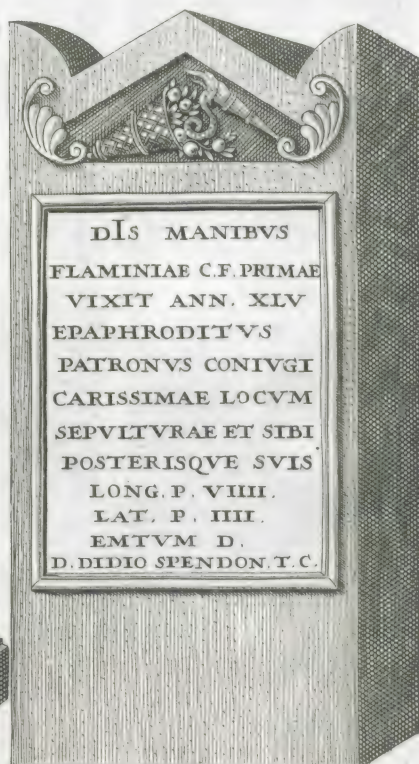 DIS MANIBVS
FLAMINIAE C.F. PRIMAE
VIXIT ANN. XLV
EPAPHRODITVS
PATRONVS CONIVGI
CARISSIMAE LOCVM
SEPVLTVRAE ET SIBI
POSTERISQVE SVIS
LONG. P. VIIII.
LAT. P. IIII.
EMTVM D.
D. DIDIO SPENDON. T. C.